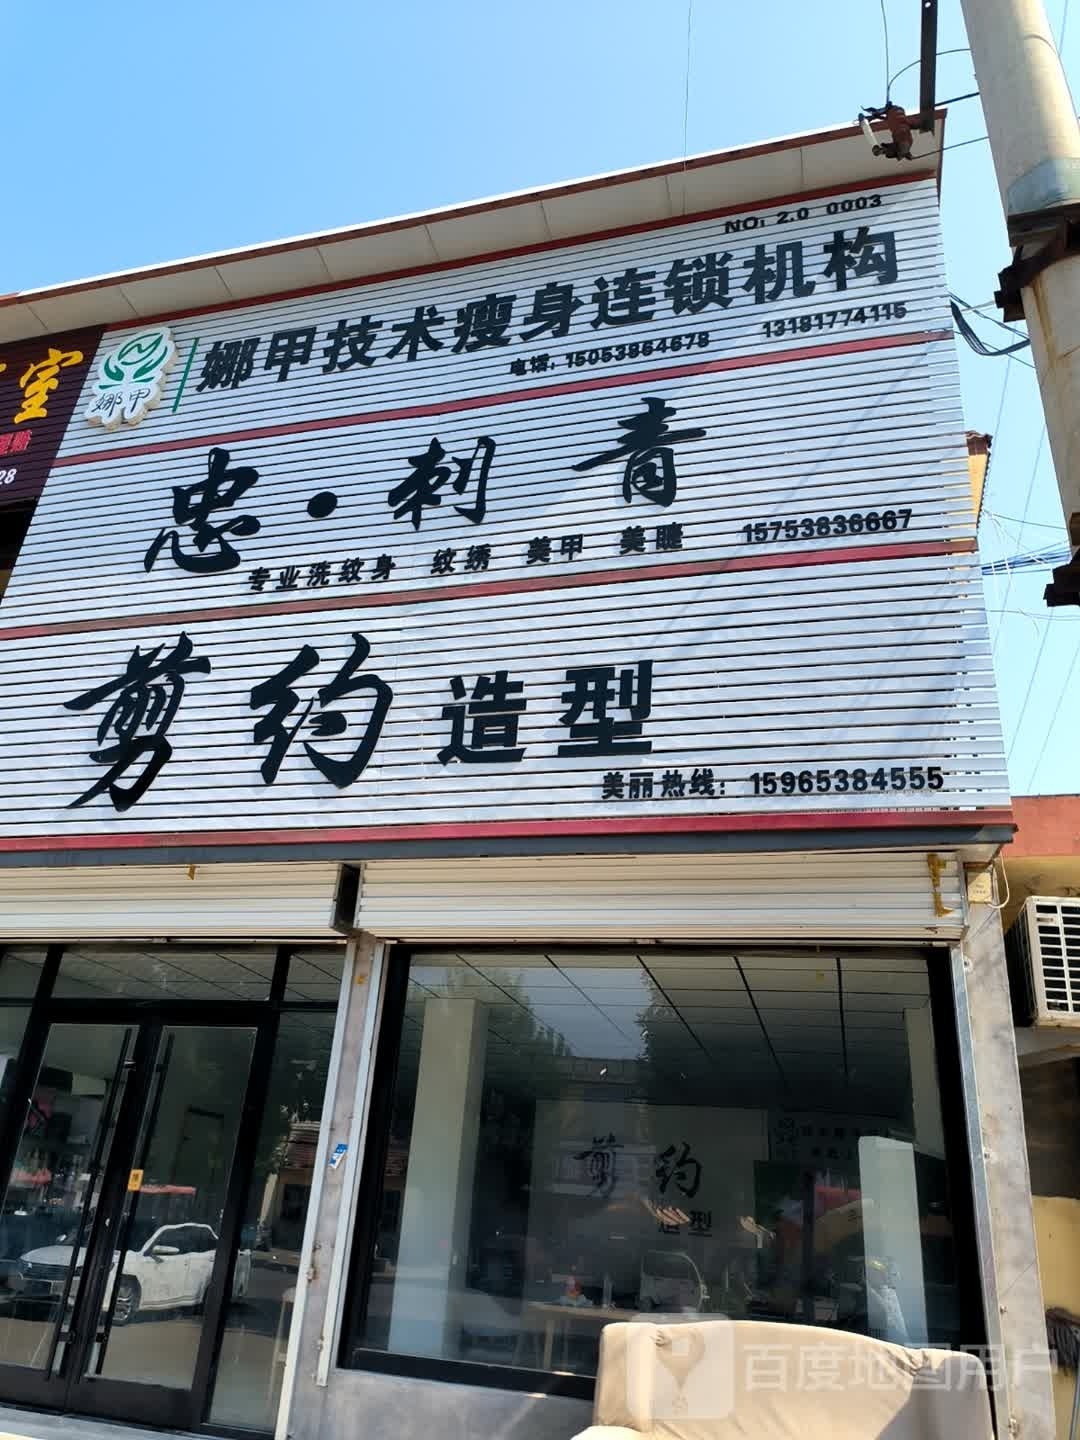 NO: 2.0 0003
娜甲技术瘦身连锁机构
电话: 15053864678 13181774115
娜甲
室
28
忠·刺青
专业洗纹身 纹绣 美甲 美睫 15753836667
剪约造型
美丽热线: 15965384555
剪约
造型
百度地图用户